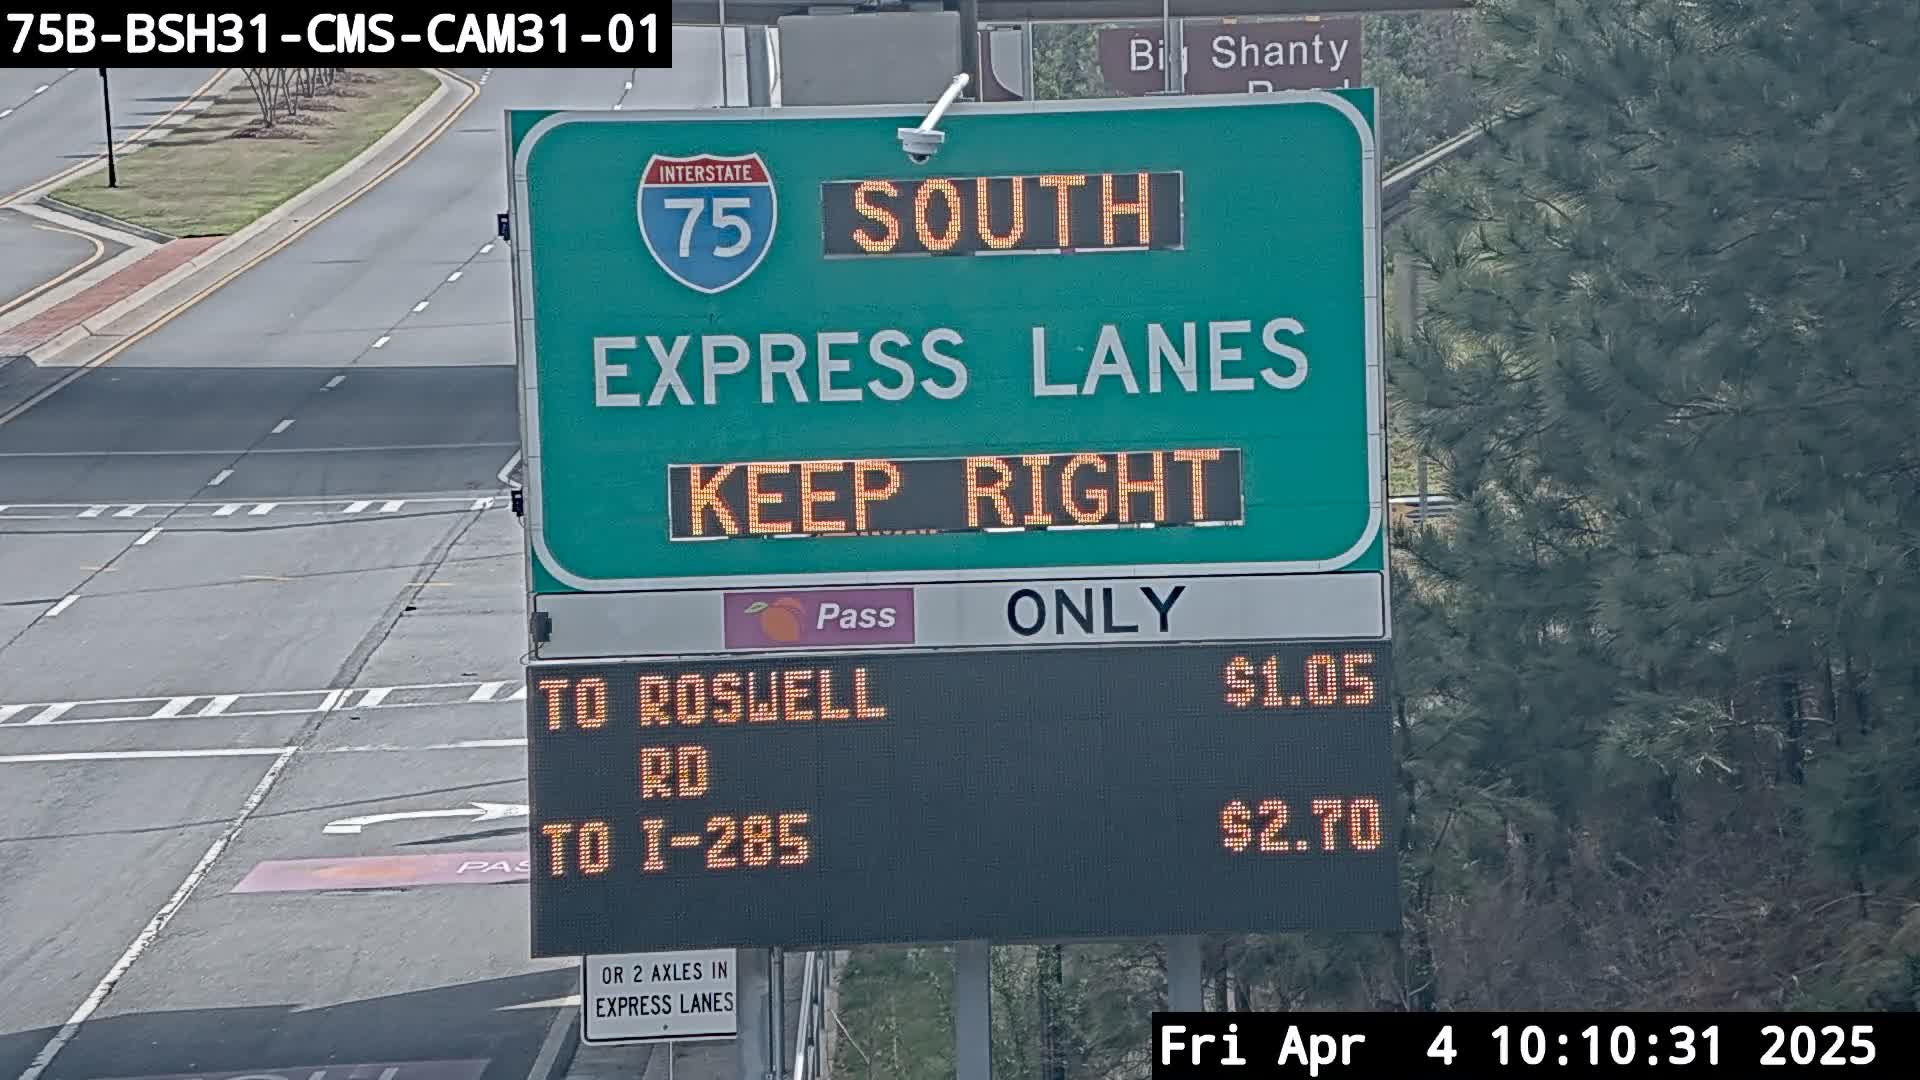 75B-BSH31-CMS-CAM31-01
Big Shanty
INTERSTATE
75
SOUTH
EXPRESS LANES
KEEP RIGHT
Pass ONLY
TO ROSWELL $1.05
RD
TO I-285 $2.70
OR 2 AXLES IN
EXPRESS LANES
Fri Apr 4 10:10:31 2025